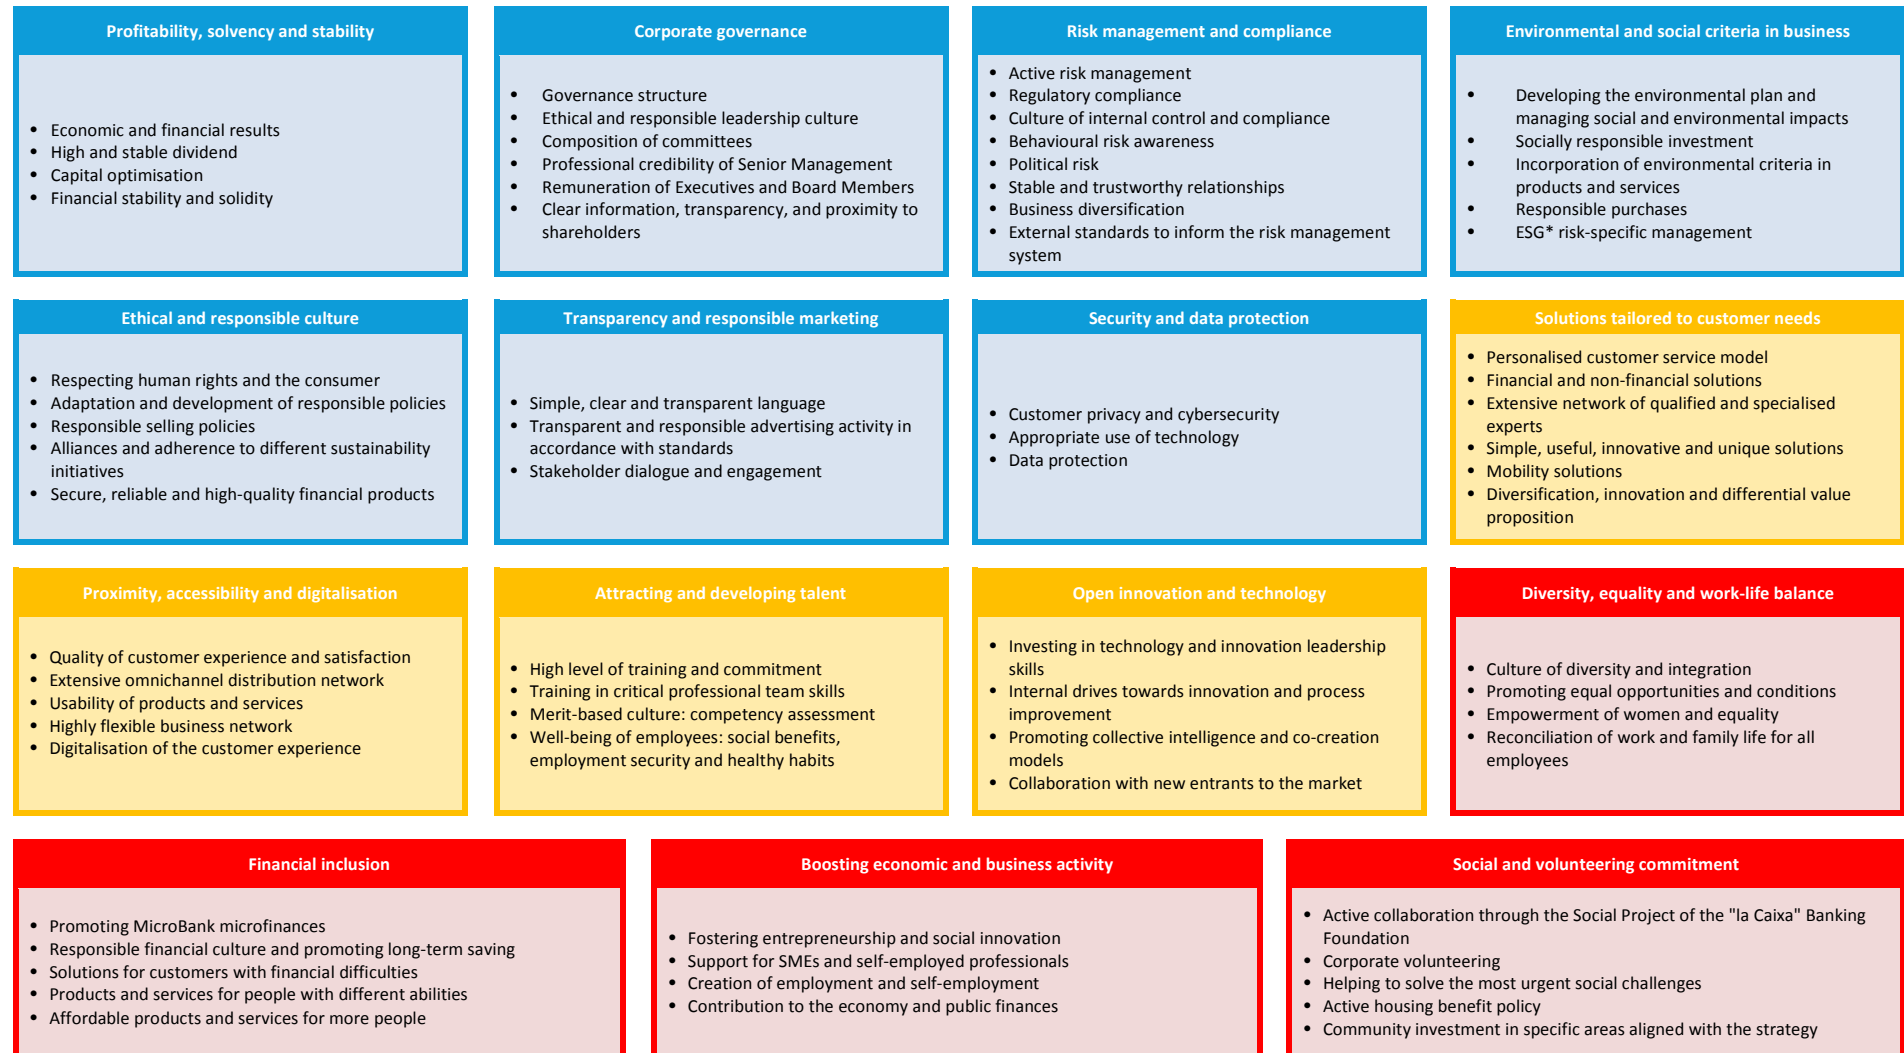 Profitability, solvency and stability
• Economic and financial results
• High and stable dividend
• Capital optimisation
• Financial stability and solidity
Corporate governance
• Governance structure
• Ethical and responsible leadership culture
• Composition of committees
• Professional credibility of Senior Management
• Remuneration of Executives and Board Members
• Clear information, transparency, and proximity to
shareholders
Risk management and compliance
• Active risk management
• Regulatory compliance
• Culture of internal control and compliance
• Behavioural risk awareness
• Political risk
• Stable and trustworthy relationships
• Business diversification
• External standards to inform the risk management
system
Environmental and social criteria in business
• Developing the environmental plan and
managing social and environmental impacts
• Socially responsible investment
• Incorporation of environmental criteria in
products and services
• Responsible purchases
• ESG* risk-specific management
Ethical and responsible culture
• Respecting human rights and the consumer
• Adaptation and development of responsible policies
• Responsible selling policies
• Alliances and adherence to different sustainability
initiatives
• Secure, reliable and high-quality financial products
Transparency and responsible marketing
• Simple, clear and transparent language
• Transparent and responsible advertising activity in
accordance with standards
• Stakeholder dialogue and engagement
Security and data protection
• Customer privacy and cybersecurity
• Appropriate use of technology
• Data protection
Solutions tailored to customer needs
• Personalised customer service model
• Financial and non-financial solutions
• Extensive network of qualified and specialised
experts
• Simple, useful, innovative and unique solutions
• Mobility solutions
• Diversification, innovation and differential value
proposition
Proximity, accessibility and digitalisation
• Quality of customer experience and satisfaction
• Extensive omnichannel distribution network
• Usability of products and services
• Highly flexible business network
• Digitalisation of the customer experience
Attracting and developing talent
• High level of training and commitment
• Training in critical professional team skills
• Merit-based culture: competency assessment
• Well-being of employees: social benefits,
employment security and healthy habits
Open innovation and technology
• Investing in technology and innovation leadership
skills
• Internal drives towards innovation and process
improvement
• Promoting collective intelligence and co-creation
models
• Collaboration with new entrants to the market
Diversity, equality and work-life balance
• Culture of diversity and integration
• Promoting equal opportunities and conditions
• Empowerment of women and equality
• Reconciliation of work and family life for all
employees
Financial inclusion
• Promoting MicroBank microfinances
• Responsible financial culture and promoting long-term saving
• Solutions for customers with financial difficulties
• Products and services for people with different abilities
• Affordable products and services for more people
Boosting economic and business activity
• Fostering entrepreneurship and social innovation
• Support for SMEs and self-employed professionals
• Creation of employment and self-employment
• Contribution to the economy and public finances
Social and volunteering commitment
• Active collaboration through the Social Project of the "la Caixa" Banking
Foundation
• Corporate volunteering
• Helping to solve the most urgent social challenges
• Active housing benefit policy
• Community investment in specific areas aligned with the strategy